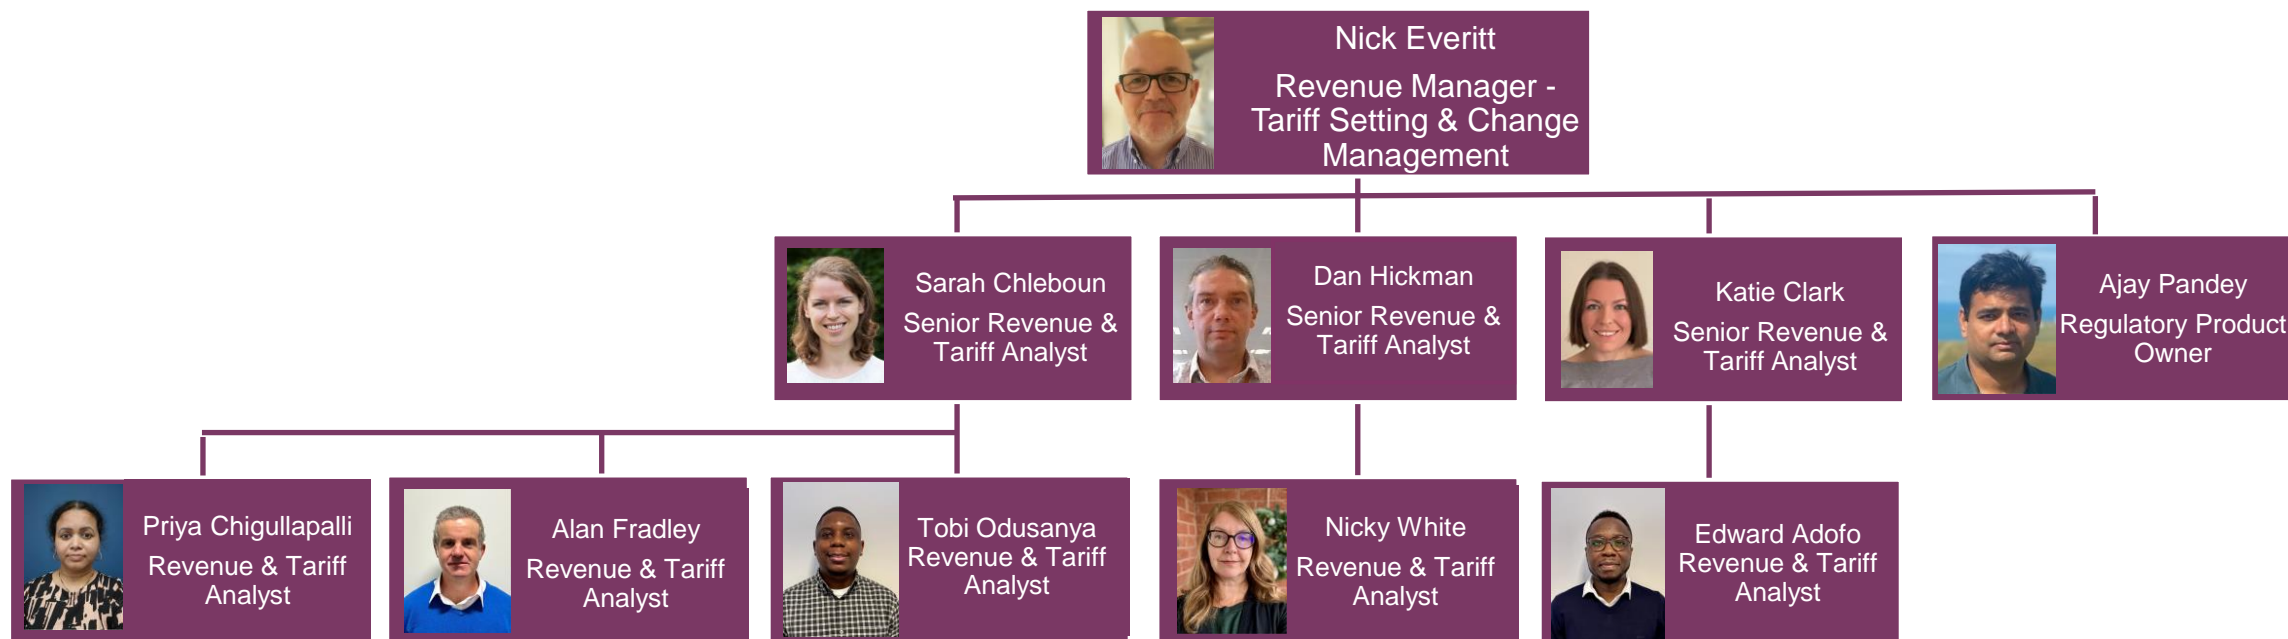 Nick Everitt
Revenue Manager -
Tariff Setting & Change
Management
Sarah Chleboun
Senior Revenue &
Tariff Analyst
Dan Hickman
Senior Revenue &
Tariff Analyst
Katie Clark
Senior Revenue &
Tariff Analyst
Ajay Pandey
Regulatory Product
Owner
Priya Chigullapalli
Revenue & Tariff
Analyst
Alan Fradley
Revenue & Tariff
Analyst
Tobi Odusanya
Revenue & Tariff
Analyst
Nicky White
Revenue & Tariff
Analyst
Edward Adofo
Revenue & Tariff
Analyst